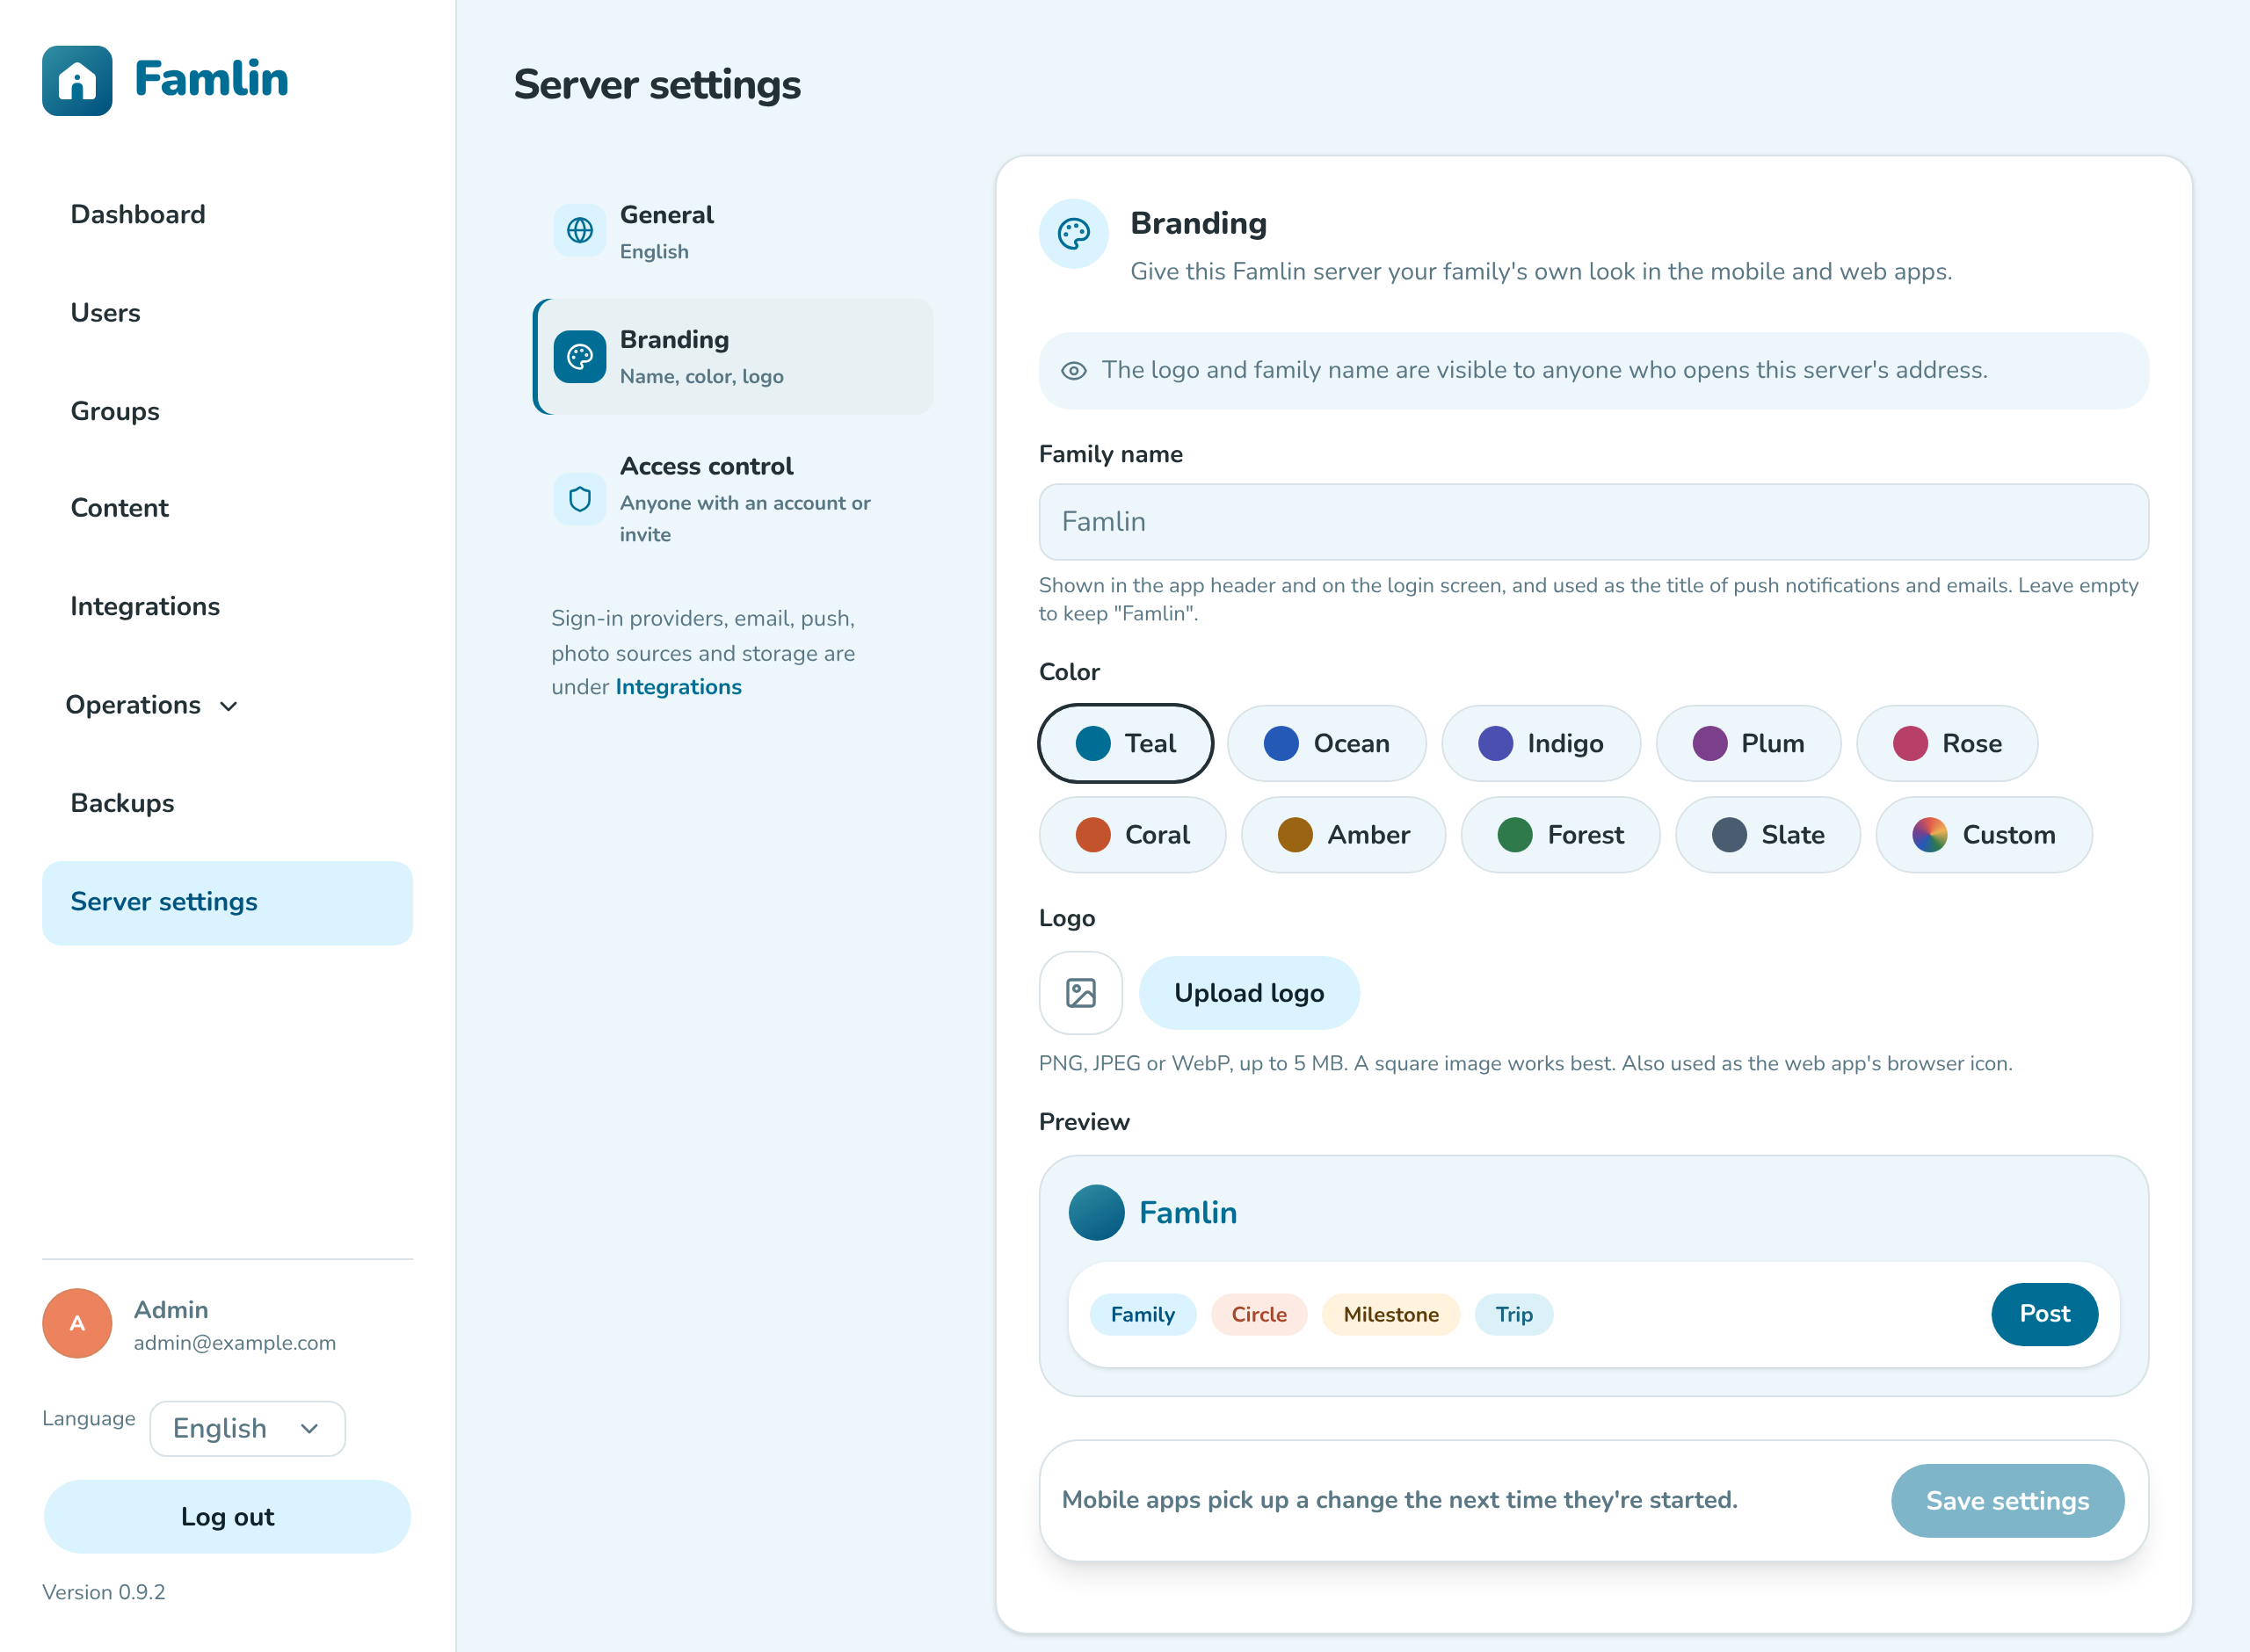 Famlin
Dashboard
Users
Groups
Content
Integrations
Operations
Backups
Server settings
A
Admin
admin@example.com
Language
English
Log out
Version 0.9.2
Server settings
General
English
Branding
Name, color, logo
Access control
Anyone with an account or
invite
Sign-in providers, email, push,
photo sources and storage are
under Integrations
Branding
Give this Famlin server your family's own look in the mobile and web apps.
The logo and family name are visible to anyone who opens this server's address.
Family name
Famlin
Shown in the app header and on the login screen, and used as the title of push notifications and emails. Leave empty
to keep "Famlin".
Color
Teal
Ocean
Indigo
Plum
Rose
Coral
Amber
Forest
Slate
Custom
Logo
Upload logo
PNG, JPEG or WebP, up to 5 MB. A square image works best. Also used as the web app's browser icon.
Preview
Famlin
Family
Circle
Milestone
Trip
Post
Mobile apps pick up a change the next time they're started.
Save settings